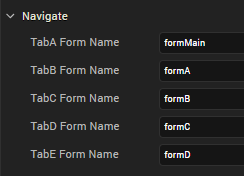 Navigate
TabA Form Name formMain
TabB Form Name formA
TabC Form Name formB
TabD Form Name formC
TabE Form Name formD